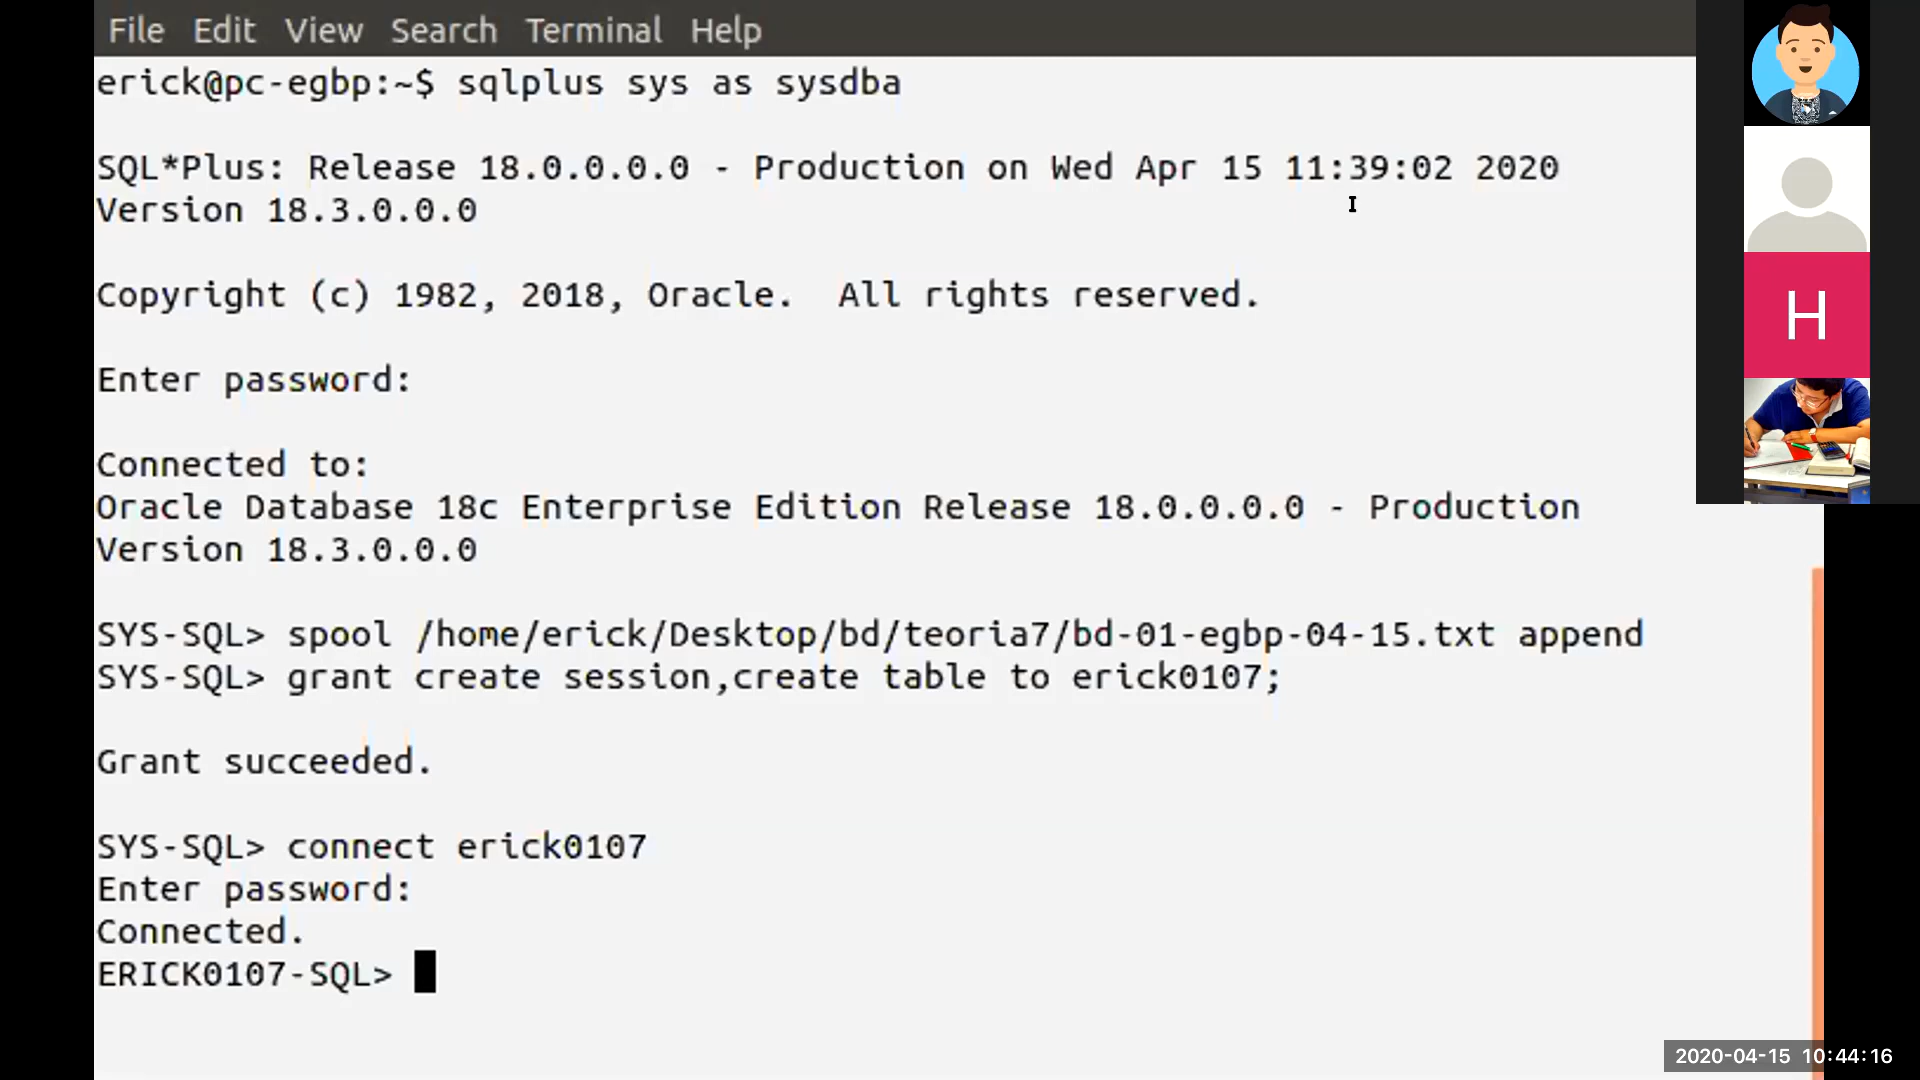 File Edit View Search Terminal Help
erick@pc-egbp:~$ sqlplus sys as sysdba
SQL*Plus: Release 18.0.0.0.0 - Production on Wed Apr 15 11:39:02 2020
Version 18.3.0.0.0
Copyright (c) 1982, 2018, Oracle.  All rights reserved.
Enter password:
Connected to:
Oracle Database 18c Enterprise Edition Release 18.0.0.0.0 - Production
Version 18.3.0.0.0
SYS-SQL> spool /home/erick/Desktop/bd/teoria7/bd-01-egbp-04-15.txt append
SYS-SQL> grant create session,create table to erick0107;
Grant succeeded.
SYS-SQL> connect erick0107
Enter password:
Connected.
ERICK0107-SQL>
H
2020-04-15 10:44:16